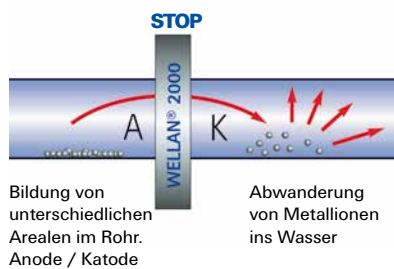 STOP
WELLAN® 2000
A
K
Bildung von
unterschiedlichen
Arealen im Rohr.
Anode / Katode
Abwanderung
von Metallionen
ins Wasser